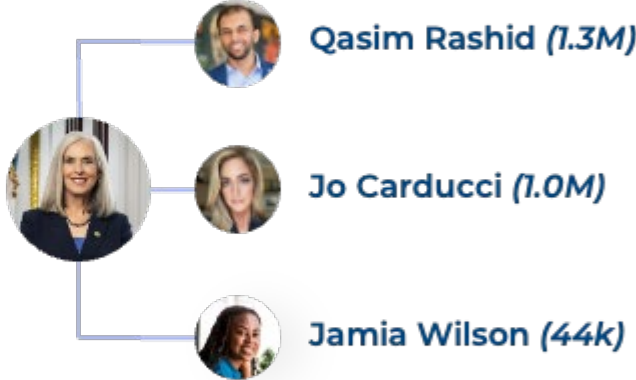 Qasim Rashid (1.3M)
Jo Carducci (1.0M)
Jamia Wilson (44k)